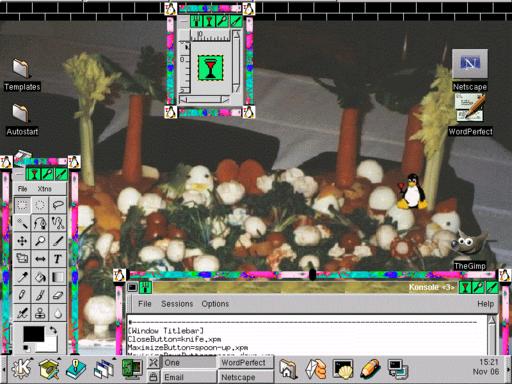 Templates
Autostart
Netscape
WordPerfect
TheGimp
File Xtns
Konsole <3>
File Sessions Options Help
[Window Titlebar]
CloseButton=knife.xpm
MaximizeButton=spoon-up.xpm
One
WordPerfect
Email
Netscape
15:21
Nov 06